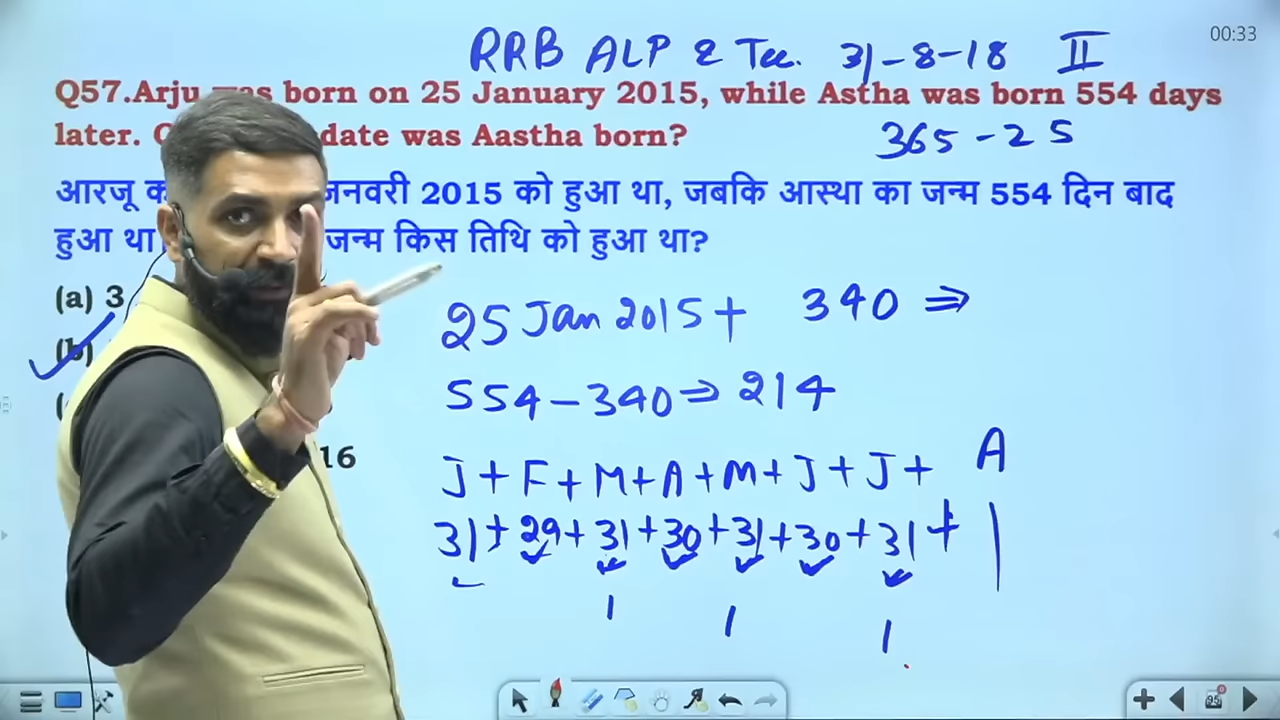 00:33
RRB ALP & Tec. 31-8-18 II
Q57.Arju was born on 25 January 2015, while Astha was born 554 days
later. date was Aastha born?
365-25
आरजू जनवरी 2015 को हुआ था, जबकि आस्था का जन्म 554 दिन बाद
हुआ था जन्म किस तिथि को हुआ था?
(a) 3
(b)
16
25 Jan 2015 + 340 ⇒
554-340 ⇒ 214
J+F+M+A+M+J+J+ A
31+29+31+30+31+30+31+ 1
1 1 1
95